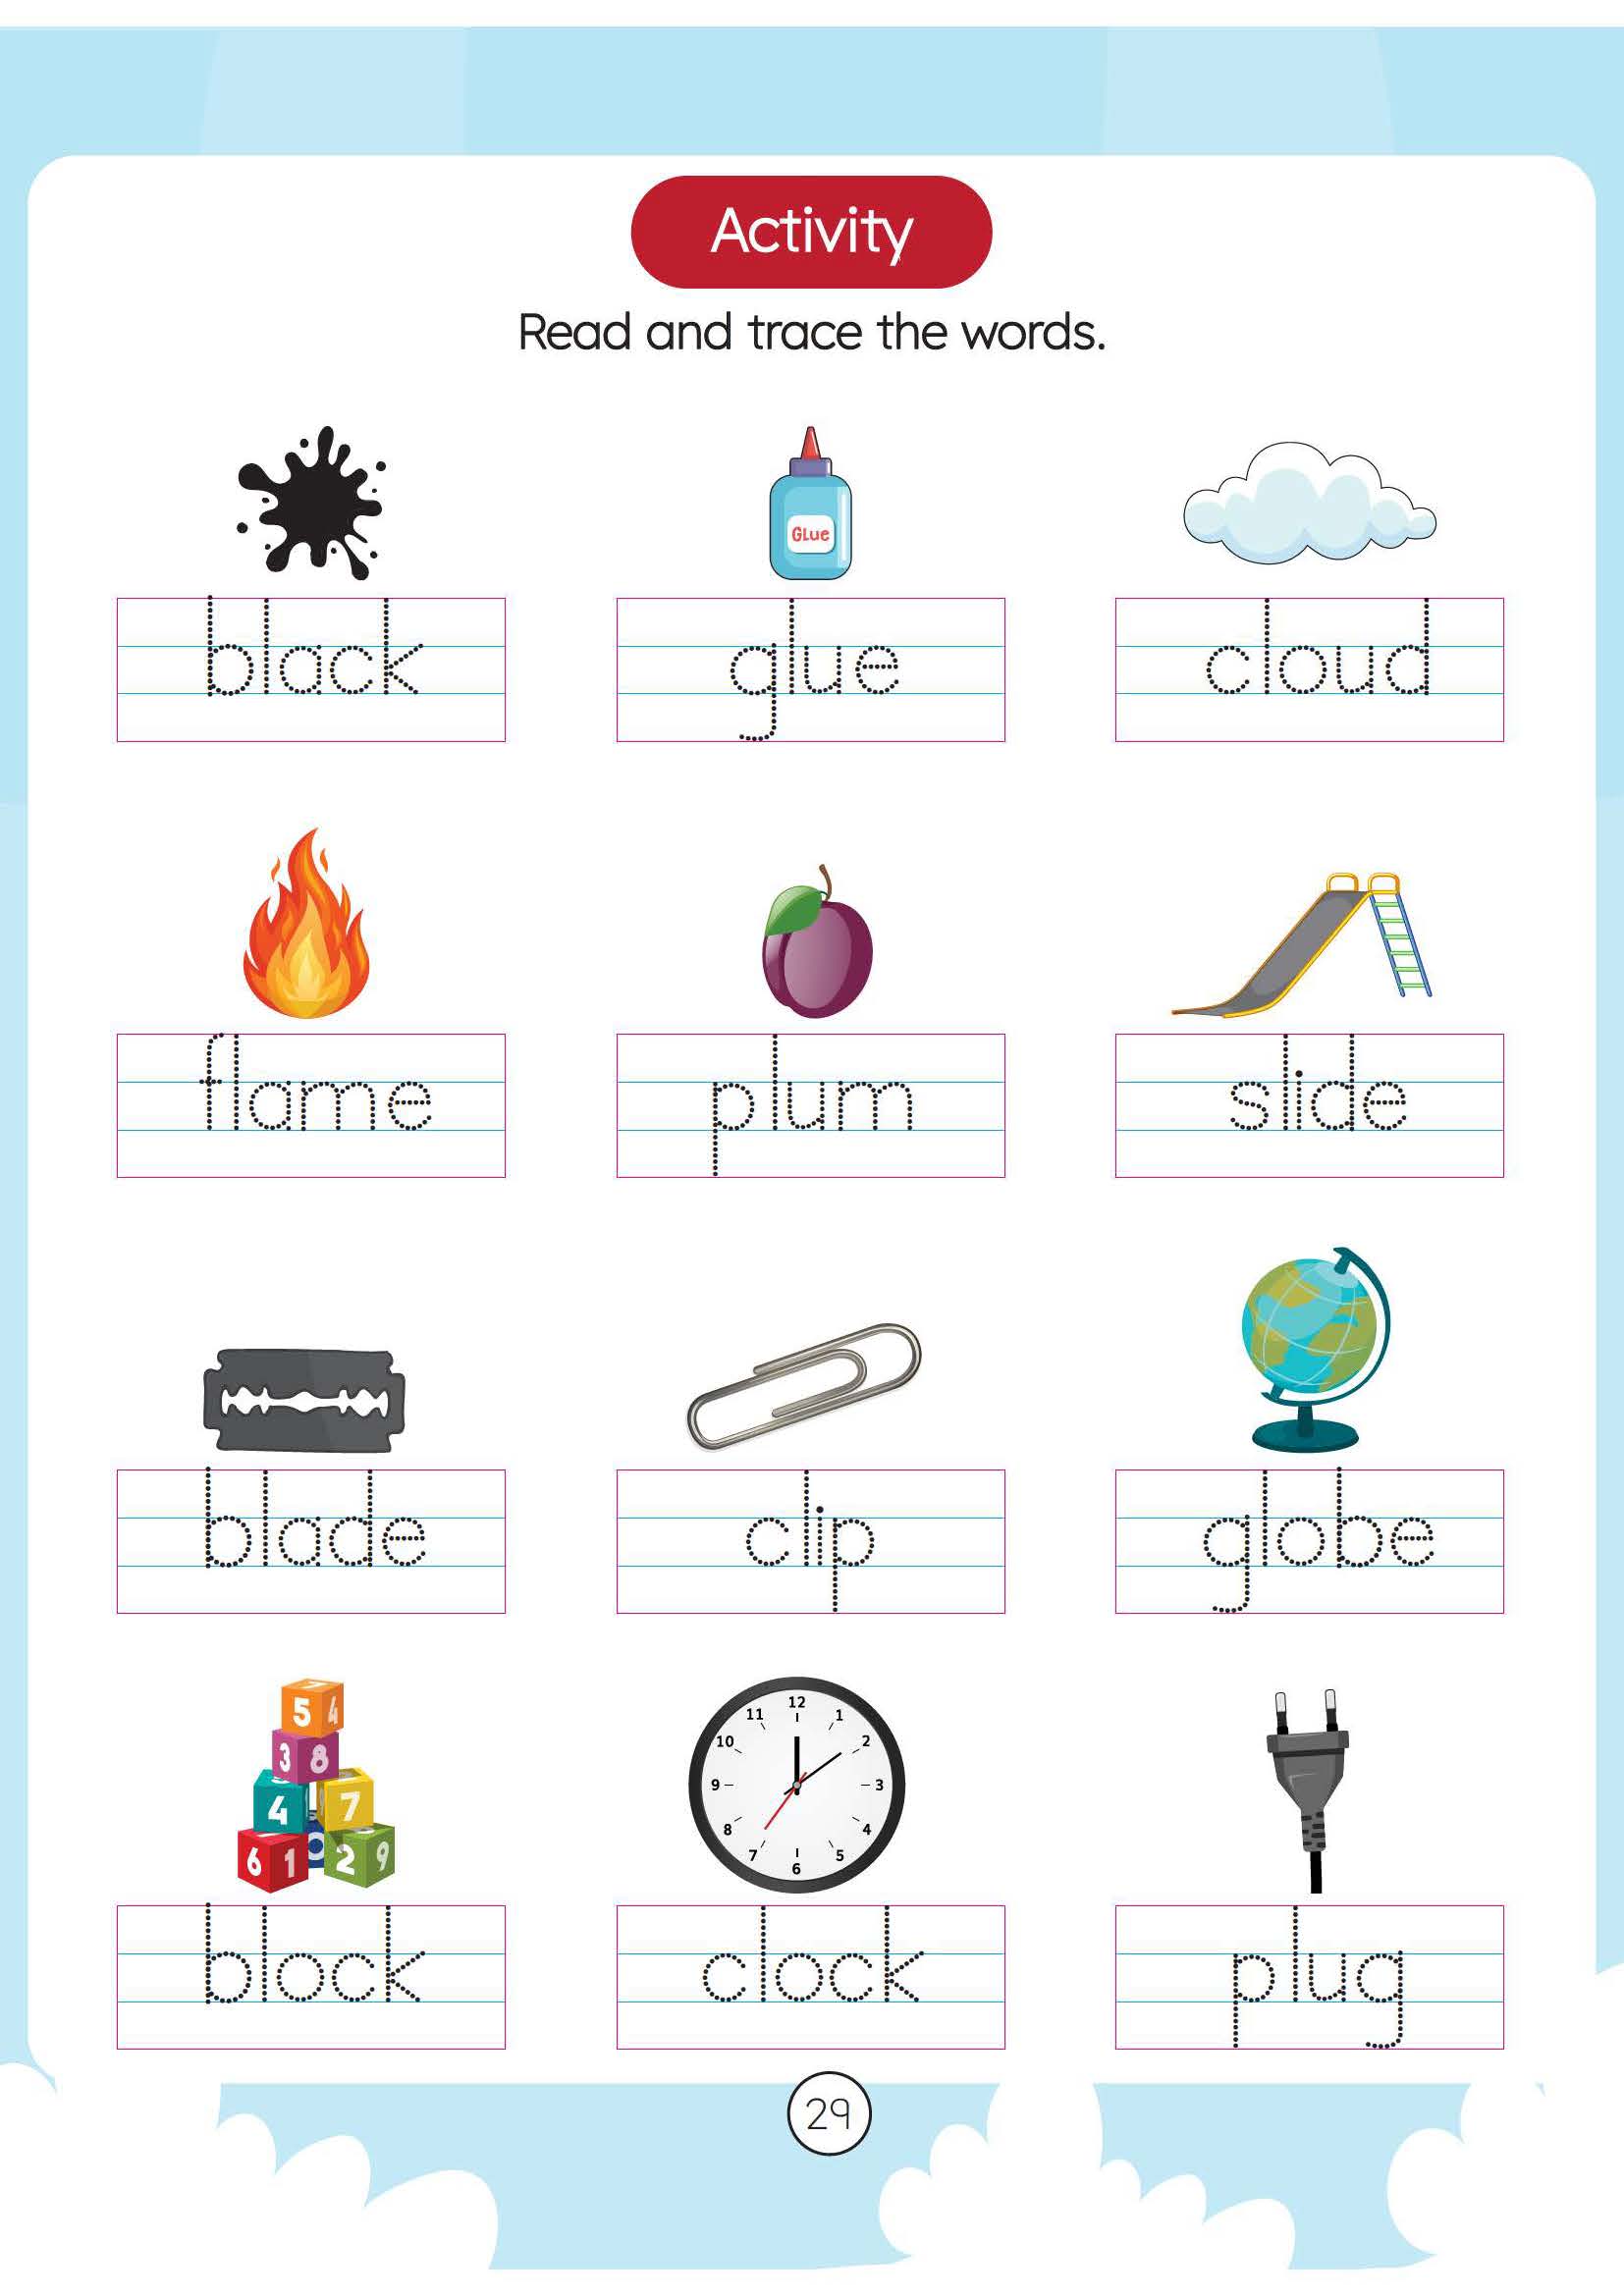 Activity
Read and trace the words.
GLue
black glue cloud
flame plum slide
blade clip globe
7
5 4
3 8
4 7
6 1 0 2 9
12
11 1
10 2
9 3
8 4
7 5
6
block clock plug
29